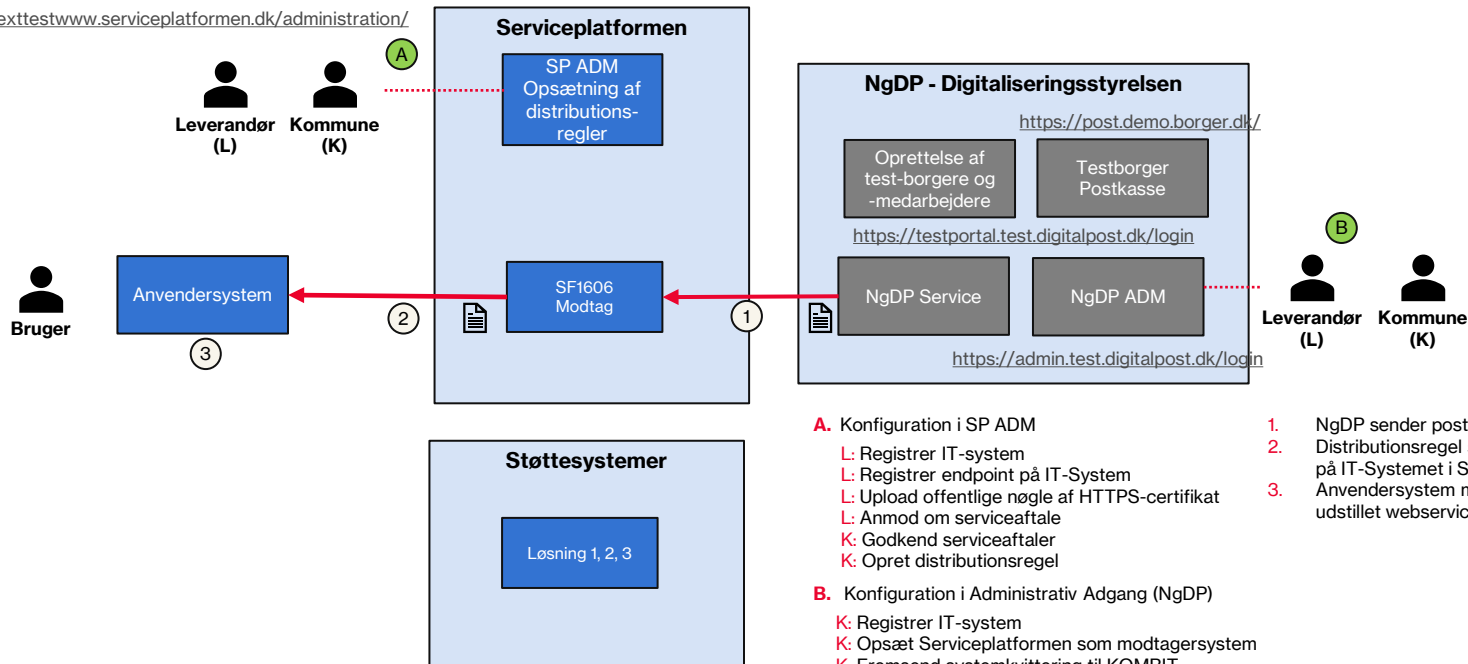 exttestwww.serviceplatformen.dk/administration/
Serviceplatformen
A
SP ADM
Opsætning af
distributions-
regler
Leverandør
(L)
Kommune
(K)
NgDP - Digitaliseringsstyrelsen
https://post.demo.borger.dk/
Oprettelse af
test-borgere og
-medarbejdere
Testborger
Postkasse
https://testportal.test.digitalpost.dk/login
B
Bruger
Anvendersystem
3
2
SF1606
Modtag
1
NgDP Service
NgDP ADM
Leverandør
(L)
Kommune
(K)
https://admin.test.digitalpost.dk/login
Støttesystemer
Løsning 1, 2, 3
A. Konfiguration i SP ADM
L: Registrer IT-system
L: Registrer endpoint på IT-System
L: Upload offentlige nøgle af HTTPS-certifikat
L: Anmod om serviceaftale
K: Godkend serviceaftaler
K: Opret distributionsregel
B. Konfiguration i Administrativ Adgang (NgDP)
K: Registrer IT-system
K: Opsæt Serviceplatformen som modtagersystem
K: Fremsend systemkvittering til KOMBIT
1. NgDP sender post
2. Distributionsregel
på IT-Systemet i S
3. Anvendersystem m
udstillet webservic